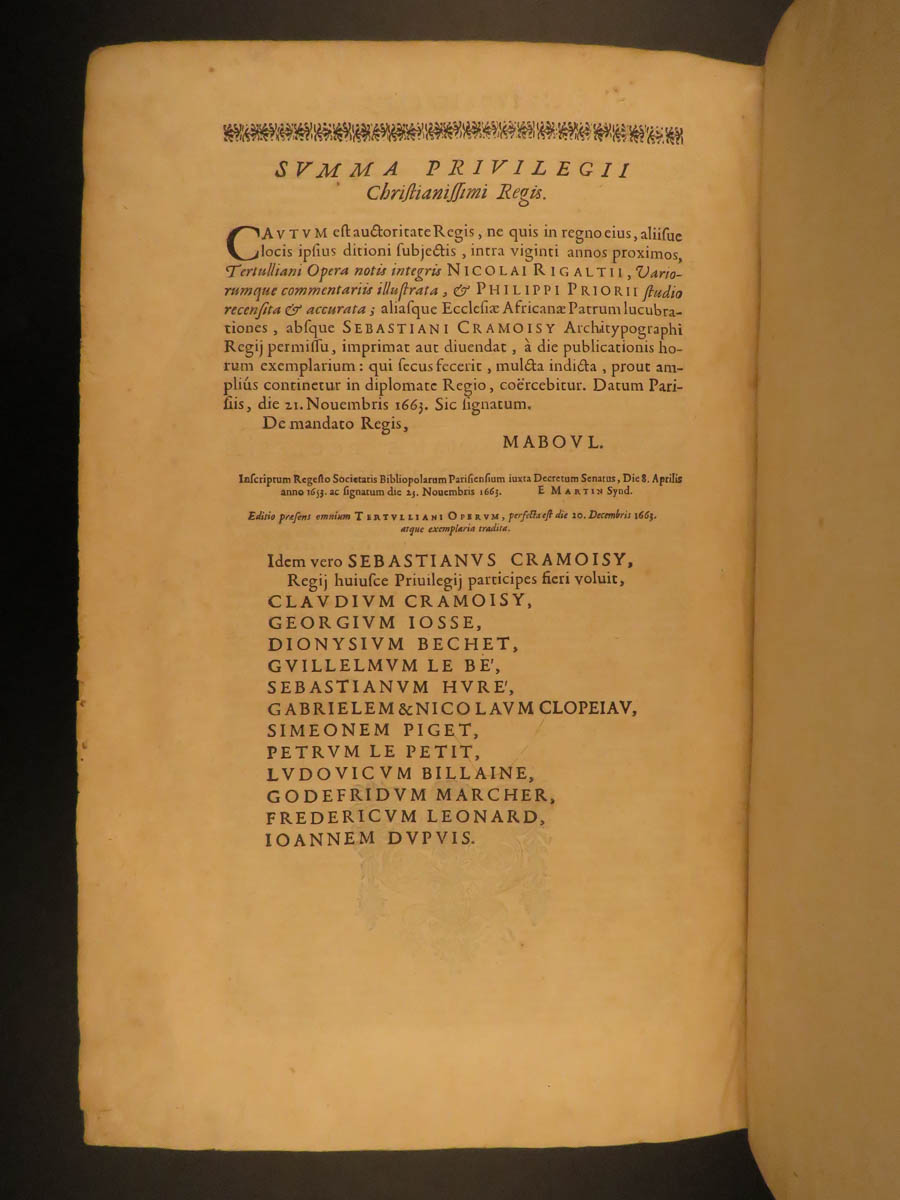 SVMMA PRIVILEGII
Chriſtianiſſimi Regis.
CAVTVM eſt auctoritate Regis, ne quis in regno eius, aliiſue
locis ipſius ditioni ſubjectis, intra viginti annos proximos,
Tertulliani Opera notis integris NICOLAI RIGALTII, Vario-
rumque commentariis illuſtrata, & PHILIPPI PRIORII ſtudio
recenſita & accurata; aliaſque Eccleſiæ Africanæ Patrum lucubra-
tiones, abſque SEBASTIANI CRAMOISY Architypographi
Regij permiſſu, imprimat aut diuendat, à die publicationis ho-
rum exemplarium: qui ſecus fecerit, mulcta indicta, prout am-
pliús continetur in diplomate Regio, coërcebitur. Datum Pari-
ſiis, die 21. Nouembris 1663. Sic ſignatum.
De mandato Regis,
MABOVL.
Inſcriptum Regeſto Societatis Bibliopolarum Pariſienſium iuxta Decretum Senatus, Die 8. Aprilis
anno 1653. ac ſignatum die 23. Nouembris 1663. E MARTIN Synd.
Editio præſens omnium TERTVLLIANI OPERVM, perfecta eſt die 20. Decembris 1663.
atque exemplaria tradita.
Idem vero SEBASTIANVS CRAMOISY,
Regij huiuſce Priuilegij participes fieri voluit,
CLAVDIVM CRAMOISY,
GEORGIVM IOSSE,
DIONYSIVM BECHET,
GVILLELMVM LE BE',
SEBASTIANVM HVRE',
GABRIELEM & NICOLAVM CLOPEIAV,
SIMEONEM PIGET,
PETRVM LE PETIT,
LVDOVICVM BILLAINE,
GODEFRIDVM MARCHER,
FREDERICVM LEONARD,
IOANNEM DVPVIS.